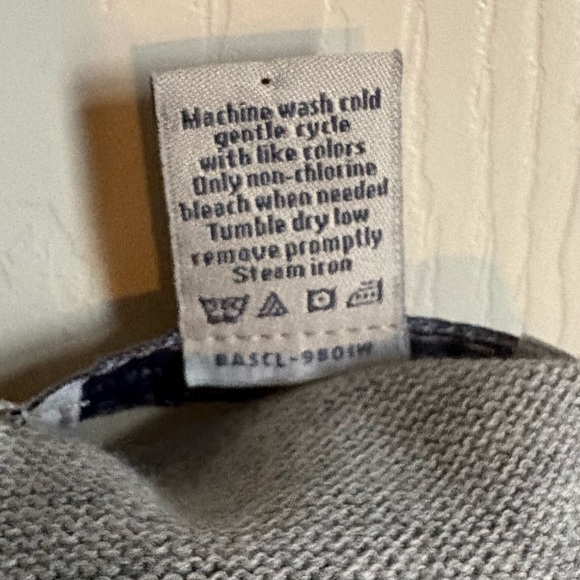 Machine wash cold
gentle cycle
with like colors
Only non-chlorine
bleach when needed
Tumble dry low
remove promptly
Steam iron
BASCL-9801W